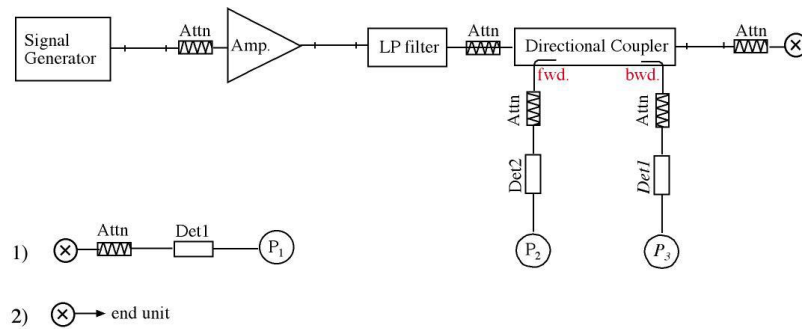 Signal
Generator
Attn
Amp.
LP filter
Attn
Directional Coupler
fwd.
bwd.
Attn
Attn
Attn
Det2
Det1
P2
P3
1)
Attn
Det1
P1
2)
end unit